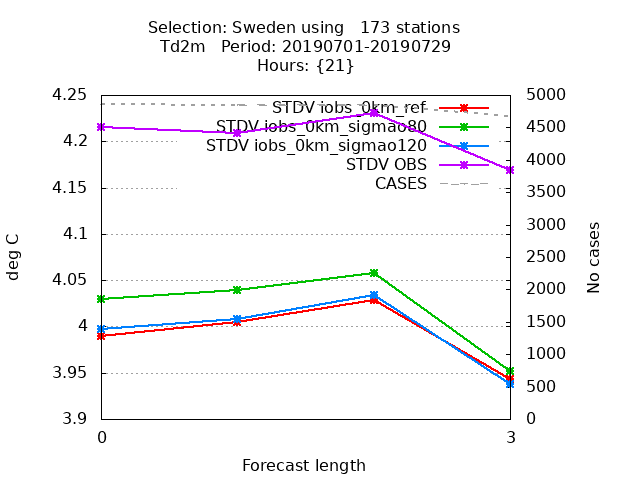 Selection: Sweden using   173 stations
Td2m   Period: 20190701-20190729
Hours: {21}
STDV iobs_0km_ref
STDV iobs_0km_sigmao80
STDV iobs_0km_sigmao120
STDV OBS
CASES
4.25
4.2
4.15
4.1
4.05
4
3.95
3.9
deg C
5000
4500
4000
3500
3000
2500
2000
1500
1000
500
0
No cases
0
3
Forecast length